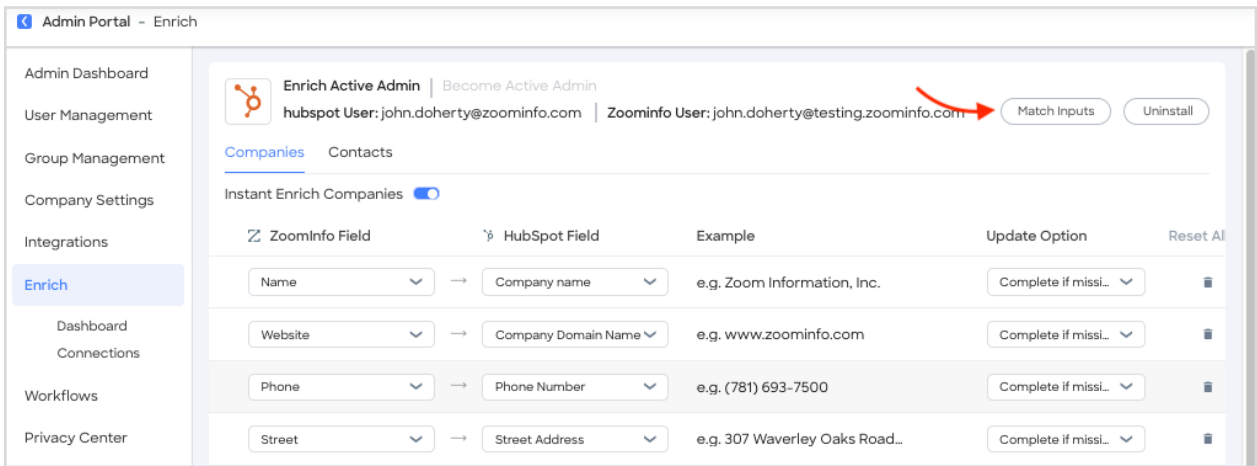 Admin Portal - Enrich
Admin Dashboard
User Management
Group Management
Company Settings
Integrations
Enrich
Dashboard
Connections
Workflows
Privacy Center
Enrich Active Admin | Become Active Admin
hubspot User: john.doherty@zoominfo.com | Zoominfo User: john.doherty@testing.zoominfo.com
Match Inputs
Uninstall
Companies Contacts
Instant Enrich Companies
ZoomInfo Field HubSpot Field Example Update Option Reset Al
Name → Company name e.g. Zoom Information, Inc. Complete if missi...
Website → Company Domain Name e.g. www.zoominfo.com Complete if missi...
Phone → Phone Number e.g. (781) 693-7500 Complete if missi...
Street → Street Address e.g. 307 Waverley Oaks Road... Complete if missi...